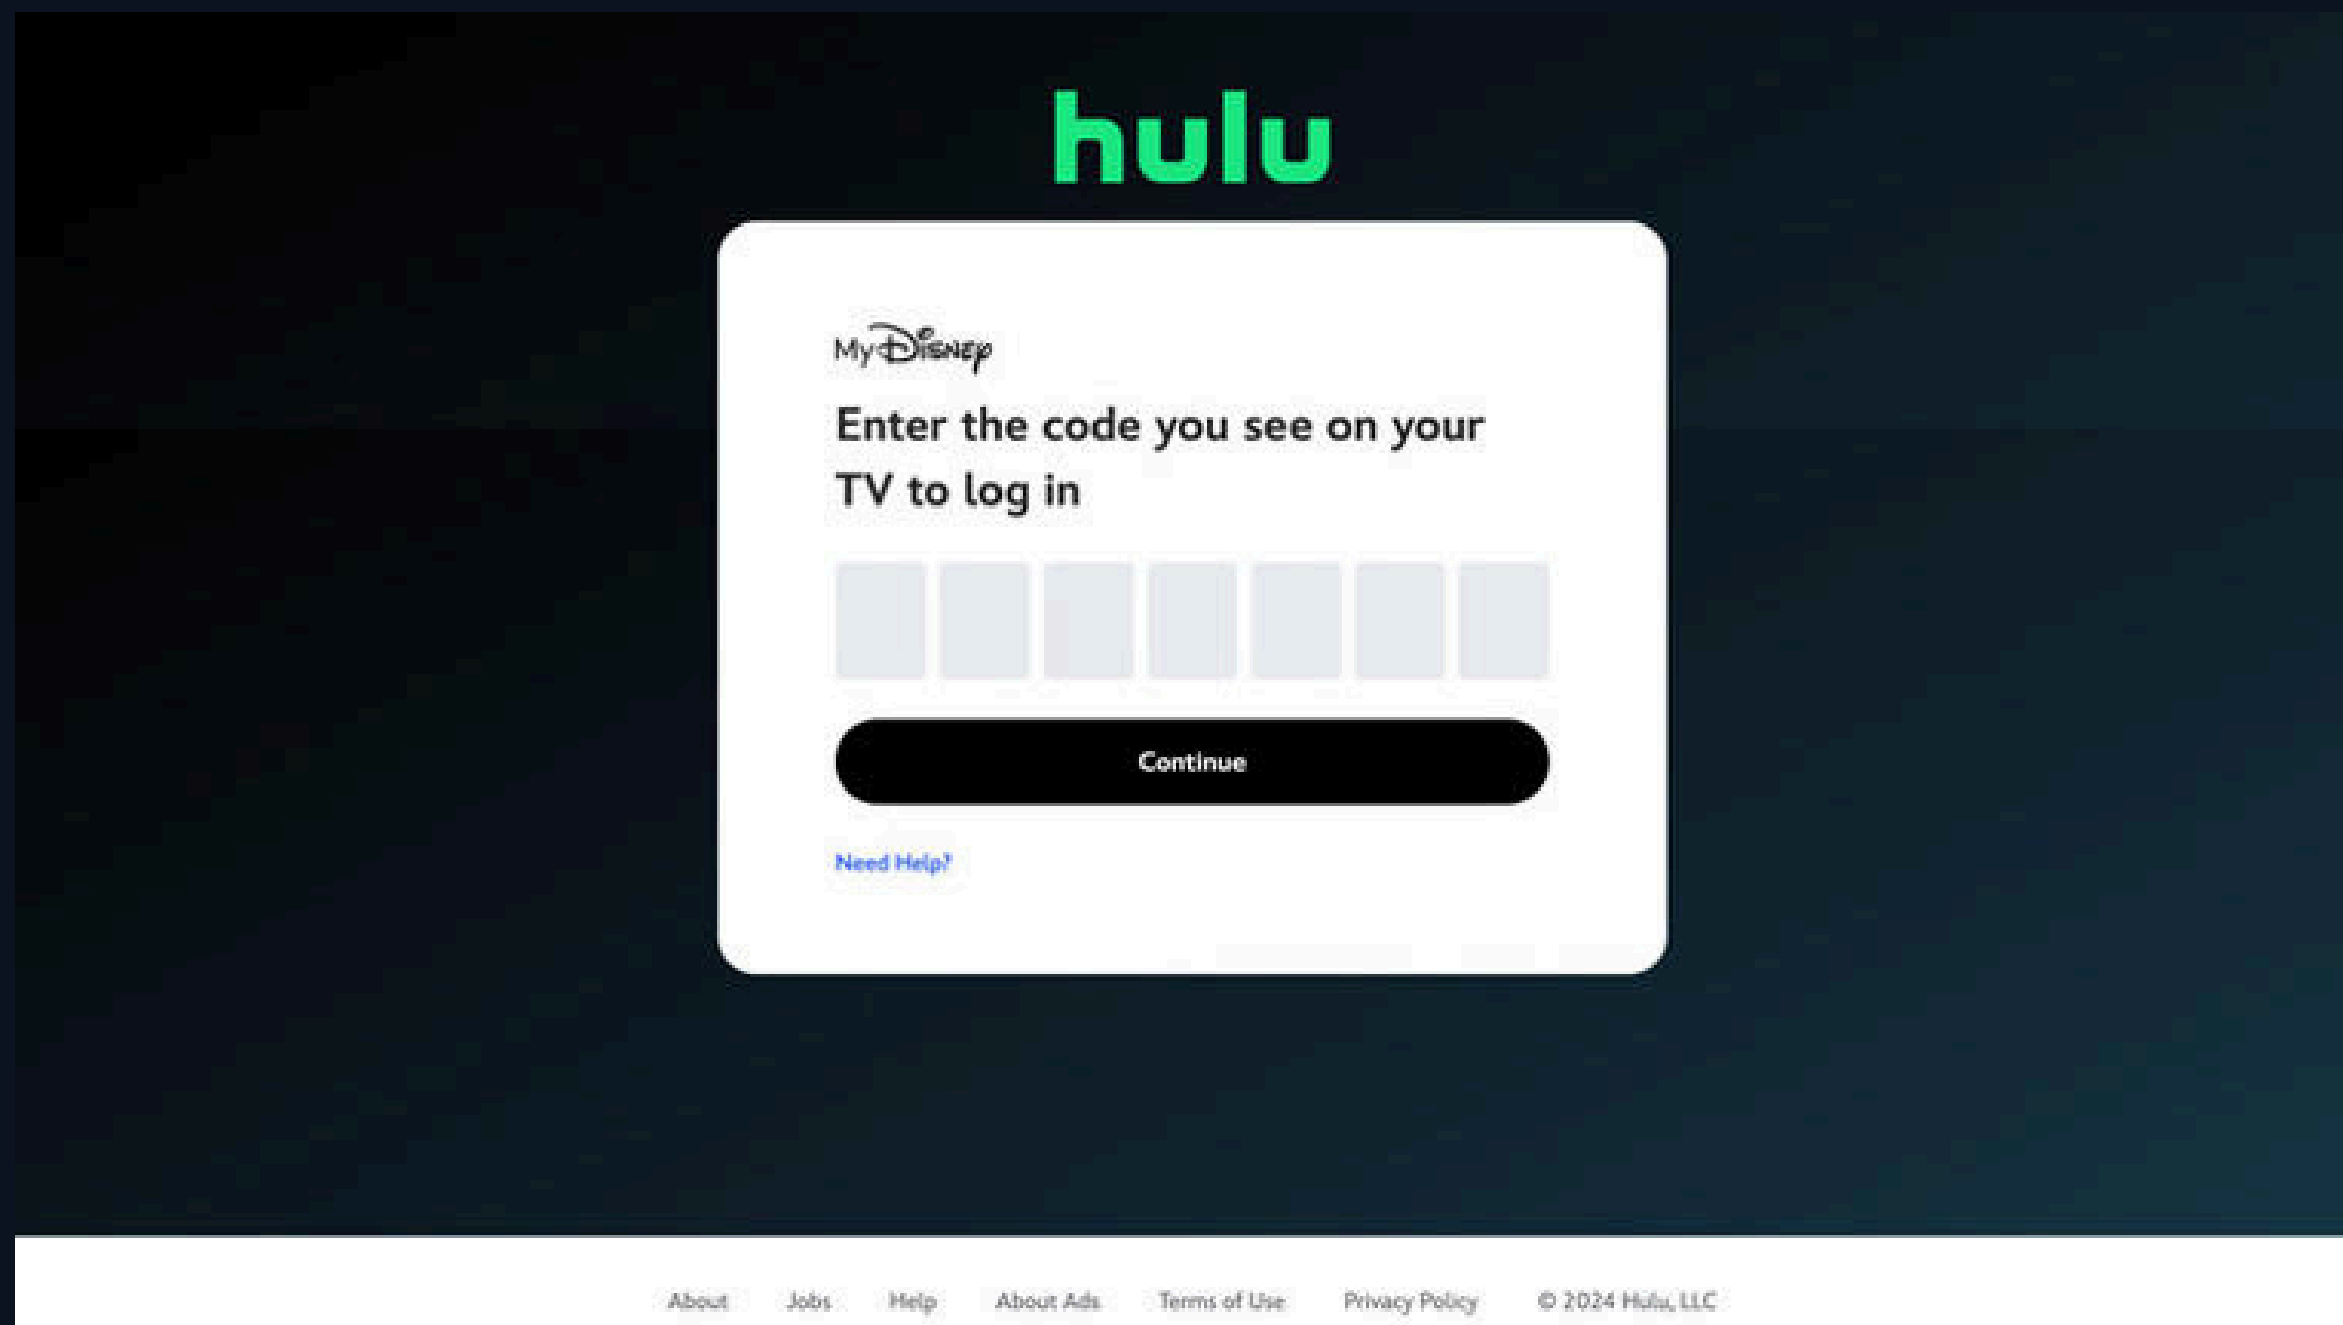 hulu
My Disney
Enter the code you see on your
TV to log in
Continue
Need Help?
About Jobs Help About Ads Terms of Use Privacy Policy © 2024 Hulu, LLC